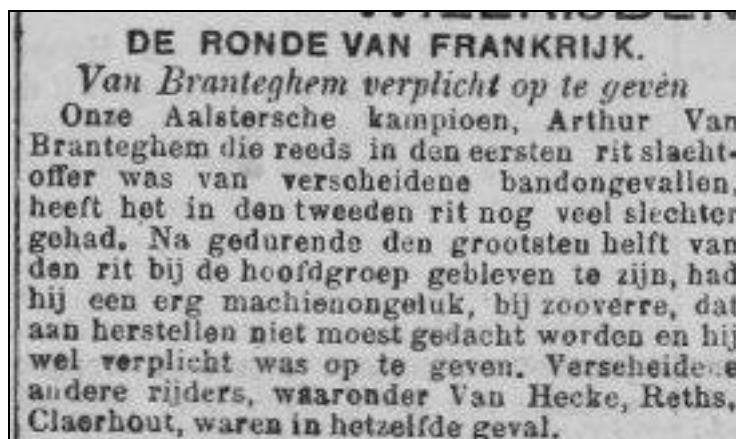 WIELRIJDEN
DE RONDE VAN FRANKRIJK.
Van Branteghem verplicht op te gevèn
Onze Aalstersche kampioen, Arthur Van
Branteghem die reeds in den eersten rit slacht-
offer was van verscheidene bandongevallen,
heeft het in den tweeden rit nog veel slechter
gehad. Na gedurende den grootsten helft van
den rit bij de hoofdgroep gebleven te zijn, had
hij een erg machienongeluk, bij zooverre, dat
aan herstellen niet moest gedacht worden en hij
wel verplicht was op te geven. Verscheidene
andere rijders, waaronder Van Hecke, Reths,
Claerhout, waren in hetzelfde geval.